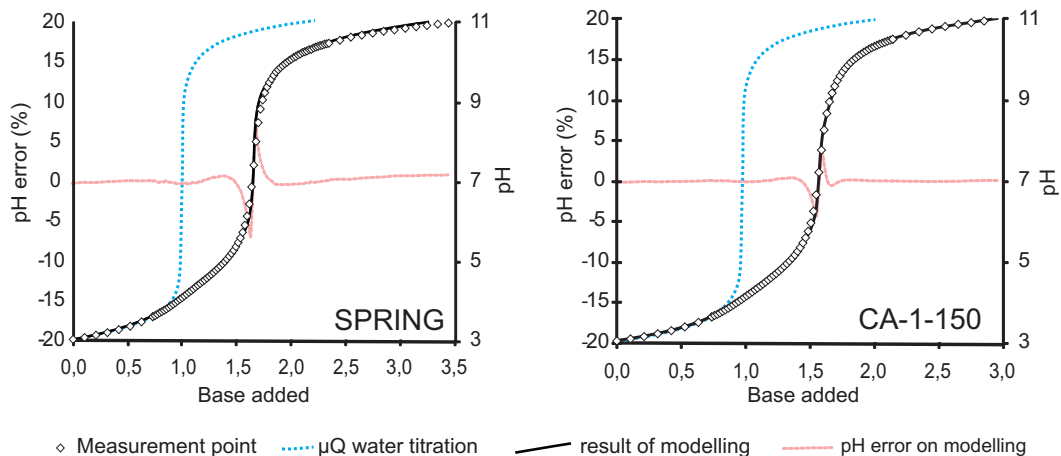 20
15
10
5
0
-5
-10
-15
-20
pH error (%)
11
9
7
5
3
pH
SPRING
0,0 0,5 1,0 1,5 2,0 2,5 3,0 3,5
Base added
20
15
10
5
0
-5
-10
-15
-20
pH error (%)
11
9
7
5
3
pH
CA-1-150
0,0 0,5 1,0 1,5 2,0 2,5 3,0
Base added
Measurement point µQ water titration result of modelling pH error on modelling